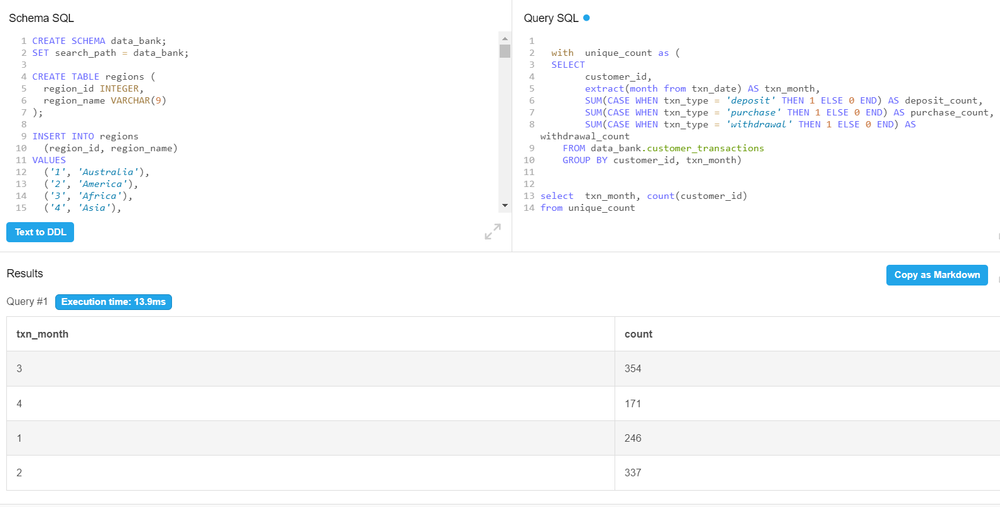 Schema SQL
1 CREATE SCHEMA data_bank;
2 SET search_path = data_bank;
3
4 CREATE TABLE regions (
5   region_id INTEGER,
6   region_name VARCHAR(9)
7 );
8
9 INSERT INTO regions
10   (region_id, region_name)
11 VALUES
12   ('1', 'Australia'),
13   ('2', 'America'),
14   ('3', 'Africa'),
15   ('4', 'Asia'),
Text to DDL
Query SQL
1
2   with  unique_count as (
3   SELECT
4         customer_id,
5         extract(month from txn_date) AS txn_month,
6         SUM(CASE WHEN txn_type = 'deposit' THEN 1 ELSE 0 END) AS deposit_count,
7         SUM(CASE WHEN txn_type = 'purchase' THEN 1 ELSE 0 END) AS purchase_count,
8         SUM(CASE WHEN txn_type = 'withdrawal' THEN 1 ELSE 0 END) AS
withdrawal_count
9     FROM data_bank.customer_transactions
10     GROUP BY customer_id, txn_month)
11
12
13 select  txn_month, count(customer_id)
14 from unique_count
Results
Copy as Markdown
Query #1 Execution time: 13.9ms
txn_month count
3 354
4 171
1 246
2 337